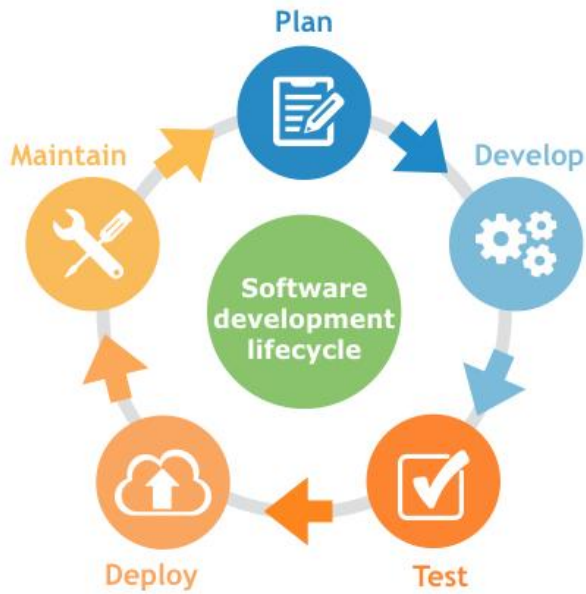 Plan
Maintain
Develop
Software
development
lifecycle
Deploy
Test